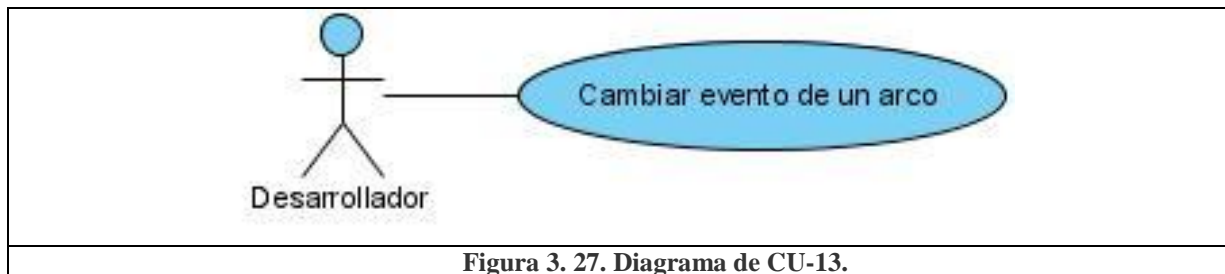 Cambiar evento de un arco
Desarrollador
Figura 3. 27. Diagrama de CU-13.